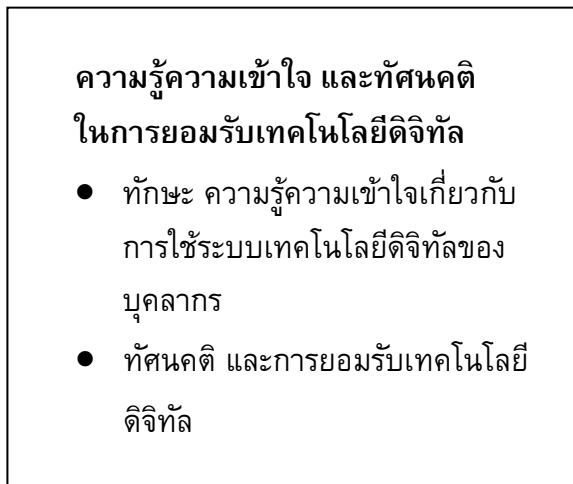 ความรู้ความเข้าใจ และทัศนคติ
ในการยอมรับเทคโนโลยีดิจิทัล
● ทักษะ ความรู้ความเข้าใจเกี่ยวกับ
การใช้ระบบเทคโนโลยีดิจิทัลของ
บุคลากร
● ทัศนคติ และการยอมรับเทคโนโลยี
ดิจิทัล